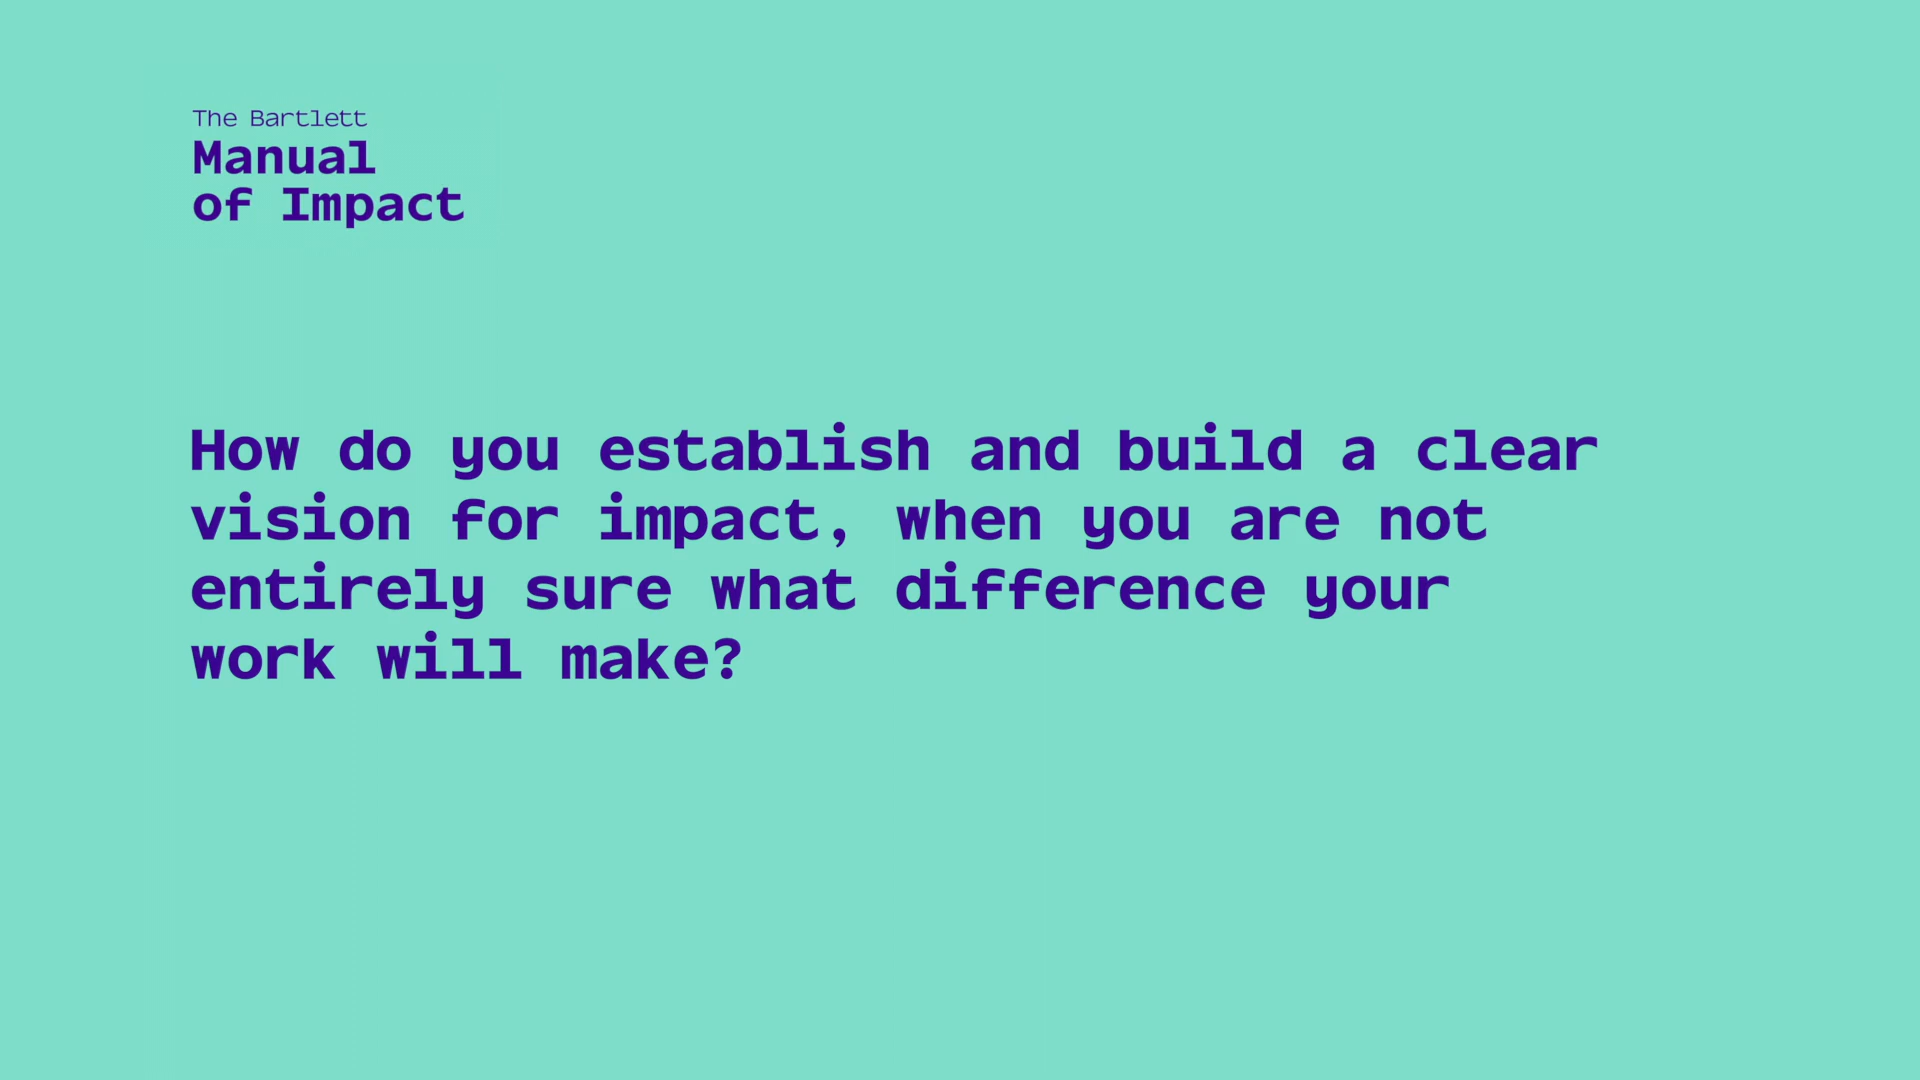 The Bartlett
Manual
of Impact
How do you establish and build a clear
vision for impact, when you are not
entirely sure what difference your
work will make?